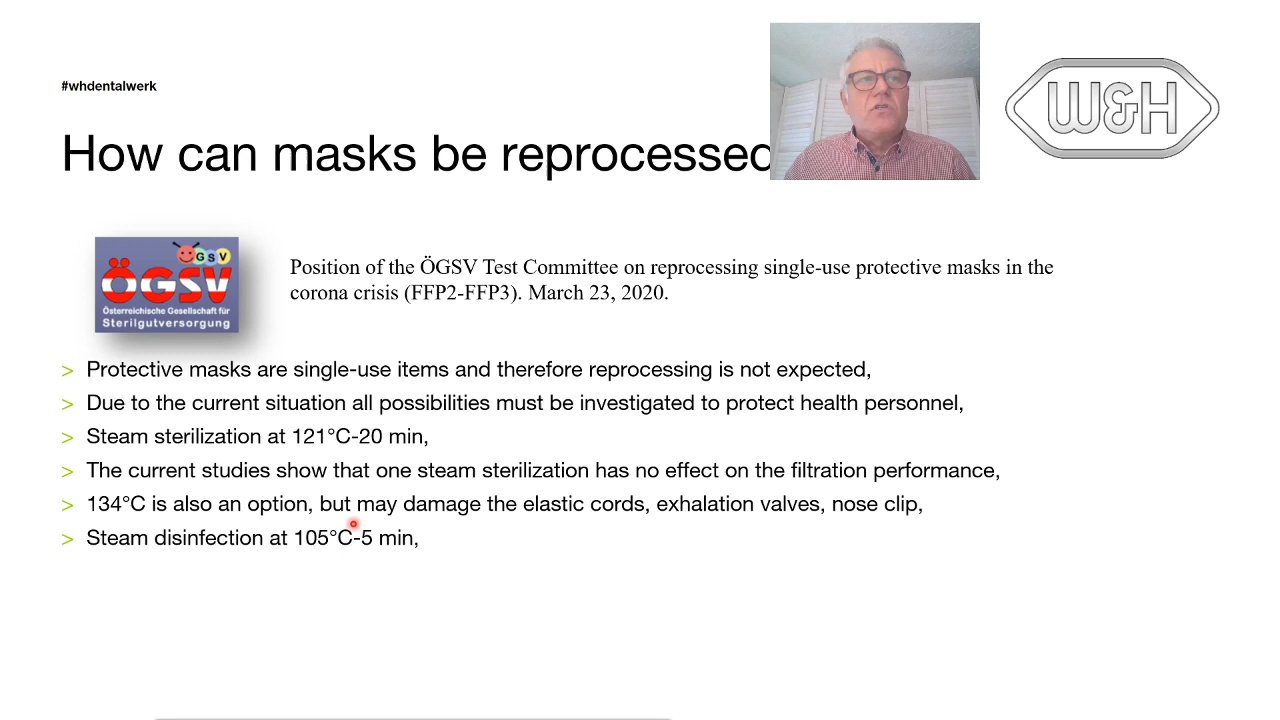 #whdentalwerk
W&H
How can masks be reprocessed
ÖGSV
ÖGSV
Österreichische Gesellschaft für
Sterilgutversorgung
Position of the ÖGSV Test Committee on reprocessing single-use protective masks in the
corona crisis (FFP2-FFP3). March 23, 2020.
> Protective masks are single-use items and therefore reprocessing is not expected,
> Due to the current situation all possibilities must be investigated to protect health personnel,
> Steam sterilization at 121°C-20 min,
> The current studies show that one steam sterilization has no effect on the filtration performance,
> 134°C is also an option, but may damage the elastic cords, exhalation valves, nose clip,
> Steam disinfection at 105°C-5 min,